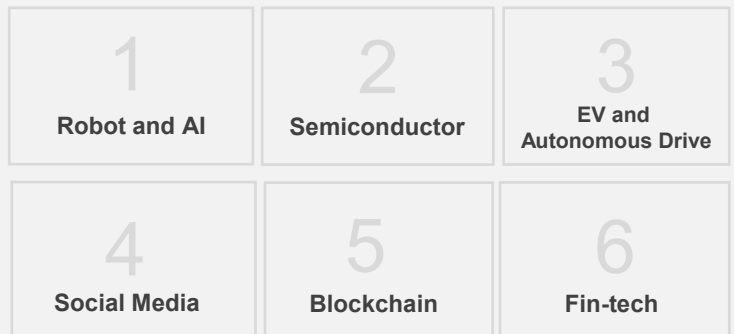 1
Robot and AI
2
Semiconductor
3
EV and
Autonomous Drive
4
Social Media
5
Blockchain
6
Fin-tech